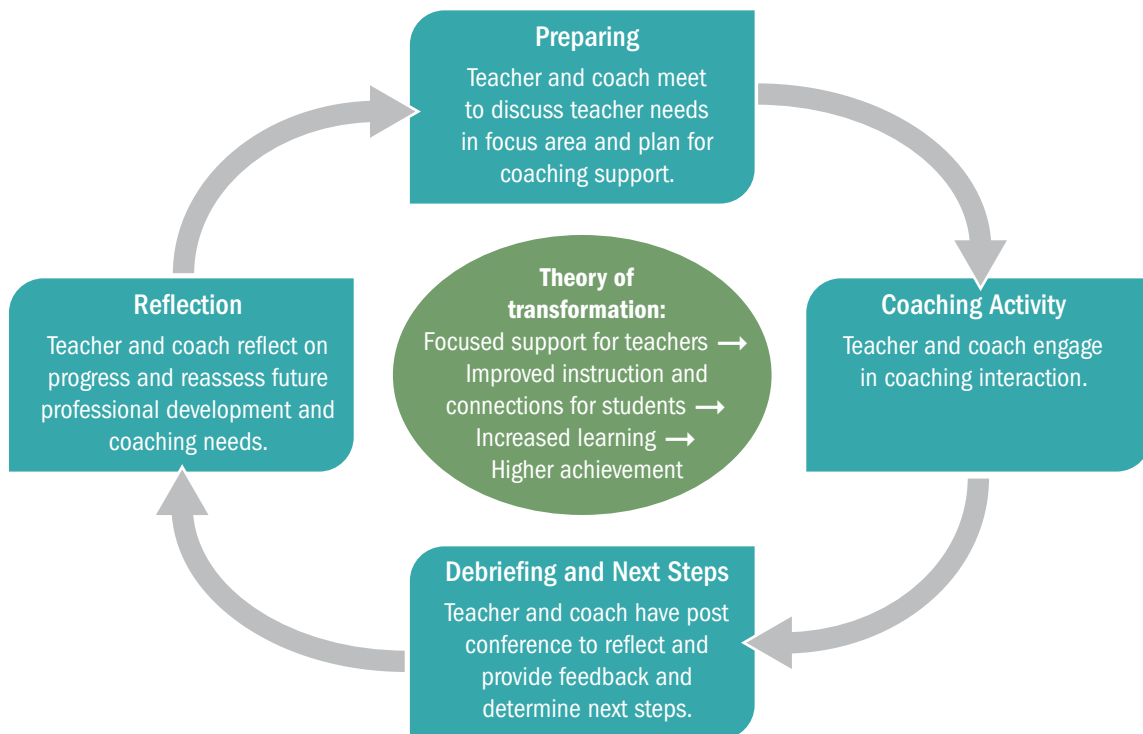 Preparing
Teacher and coach meet
to discuss teacher needs
in focus area and plan for
coaching support.
Coaching Activity
Teacher and coach engage
in coaching interaction.
Debriefing and Next Steps
Teacher and coach have post
conference to reflect and
provide feedback and
determine next steps.
Reflection
Teacher and coach reflect on
progress and reassess future
professional development and
coaching needs.
Theory of
transformation:
Focused support for teachers →
Improved instruction and
connections for students →
Increased learning →
Higher achievement